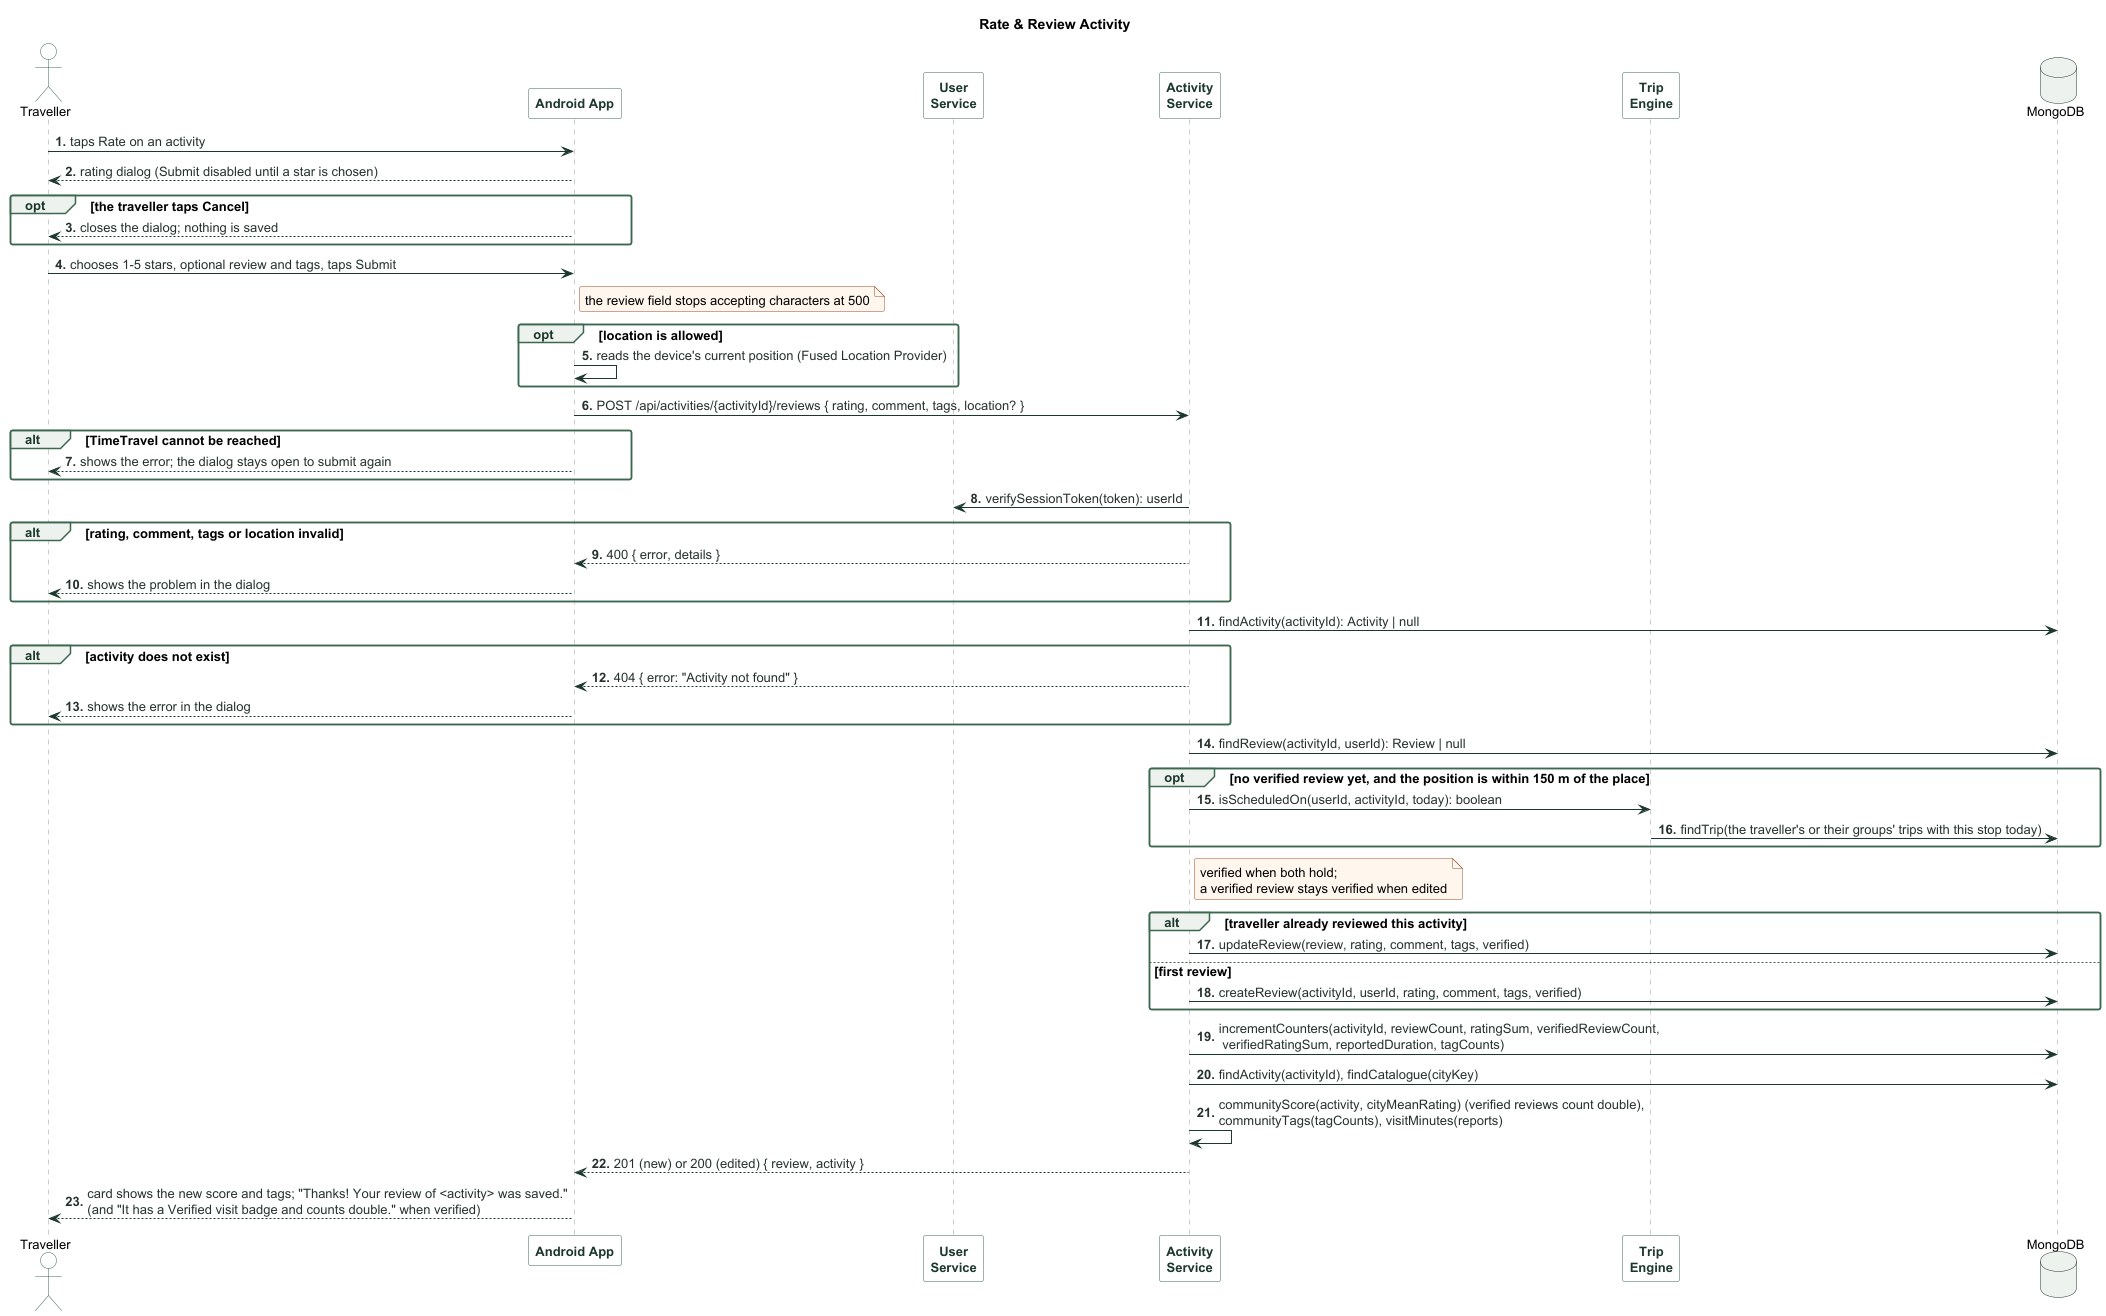 Rate & Review Activity
Traveller
Android App
User
Service
Activity
Service
Trip
Engine
MongoDB
1. taps Rate on an activity
2. rating dialog (Submit disabled until a star is chosen)
opt [the traveller taps Cancel]
3. closes the dialog; nothing is saved
4. chooses 1-5 stars, optional review and tags, taps Submit
the review field stops accepting characters at 500
opt [location is allowed]
5. reads the device's current position (Fused Location Provider)
6. POST /api/activities/{activityId}/reviews { rating, comment, tags, location? }
alt [TimeTravel cannot be reached]
7. shows the error; the dialog stays open to submit again
8. verifySessionToken(token): userId
alt [rating, comment, tags or location invalid]
9. 400 { error, details }
10. shows the problem in the dialog
11. findActivity(activityId): Activity | null
alt [activity does not exist]
12. 404 { error: "Activity not found" }
13. shows the error in the dialog
14. findReview(activityId, userId): Review | null
opt [no verified review yet, and the position is within 150 m of the place]
15. isScheduledOn(userId, activityId, today): boolean
16. findTrip(the traveller's or their groups' trips with this stop today)
verified when both hold;
a verified review stays verified when edited
alt [traveller already reviewed this activity]
17. updateReview(review, rating, comment, tags, verified)
[first review]
18. createReview(activityId, userId, rating, comment, tags, verified)
19. incrementCounters(activityId, reviewCount, ratingSum, verifiedReviewCount,
verifiedRatingSum, reportedDuration, tagCounts)
20. findActivity(activityId), findCatalogue(cityKey)
21. communityScore(activity, cityMeanRating) (verified reviews count double),
communityTags(tagCounts), visitMinutes(reports)
22. 201 (new) or 200 (edited) { review, activity }
23. card shows the new score and tags; "Thanks! Your review of <activity> was saved."
(and "It has a Verified visit badge and counts double." when verified)
Traveller
Android App
User
Service
Activity
Service
Trip
Engine
MongoDB